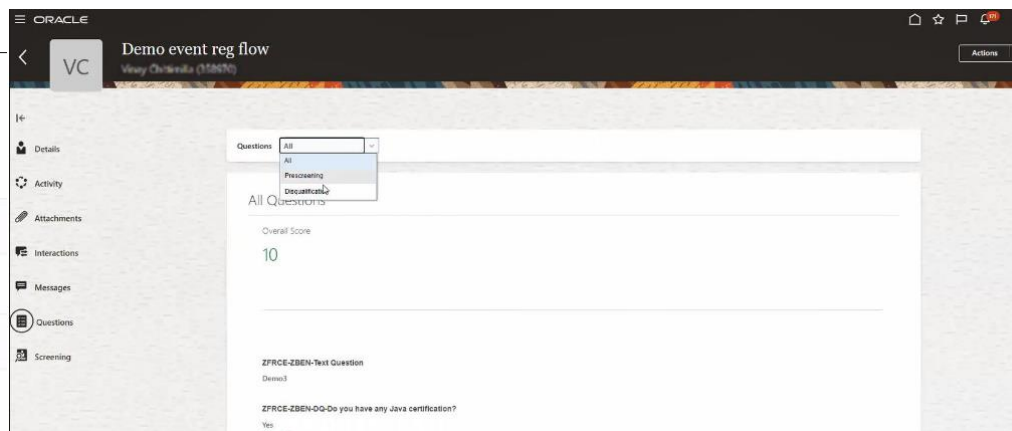 ORACLE
171
VC
Demo event reg flow
Actions
Details
Activity
Attachments
Interactions
Messages
Questions
Screening
Questions All
All
Prescreening
Disqualification
All Questions
Overall Score
10
ZFRCE-ZBEN-Text Question
Demo3
ZFRCE-ZBEN-DQ-Do you have any Java certification?
Yes